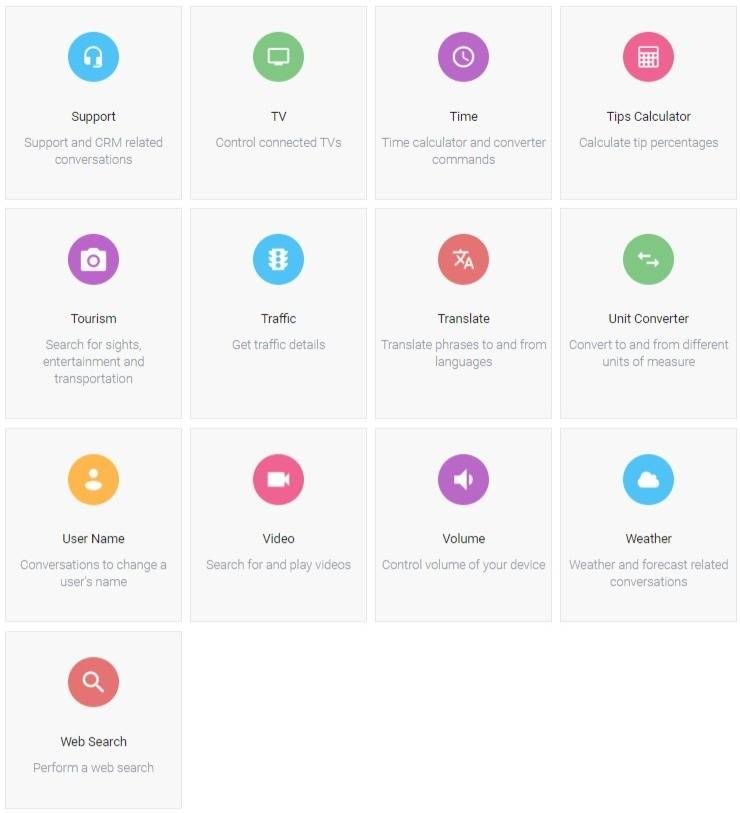 Support
Support and CRM related
conversations
TV
Control connected TVs
Time
Time calculator and converter
commands
Tips Calculator
Calculate tip percentages
Tourism
Search for sights,
entertainment and
transportation
Traffic
Get traffic details
Translate
Translate phrases to and from
languages
Unit Converter
Convert to and from different
units of measure
User Name
Conversations to change a
user's name
Video
Search for and play videos
Volume
Control volume of your device
Weather
Weather and forecast related
conversations
Web Search
Perform a web search